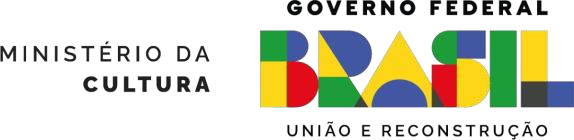 MINISTÉRIO DA
CULTURA
GOVERNO FEDERAL
BRASIL
UNIÃO E RECONSTRUÇÃO